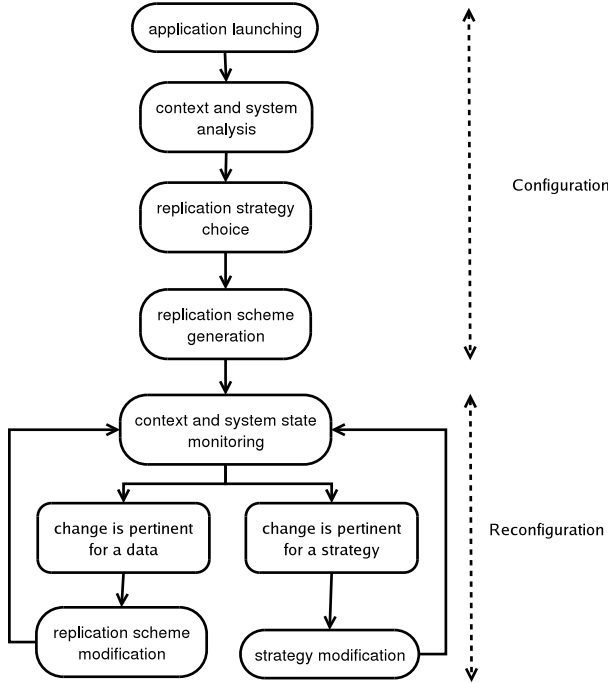 application launching
context and system
analysis
Configuration
replication strategy
choice
replication scheme
generation
context and system state
monitoring
change is pertinent
for a data
change is pertinent
for a strategy
Reconfiguration
replication scheme
modification
strategy modification